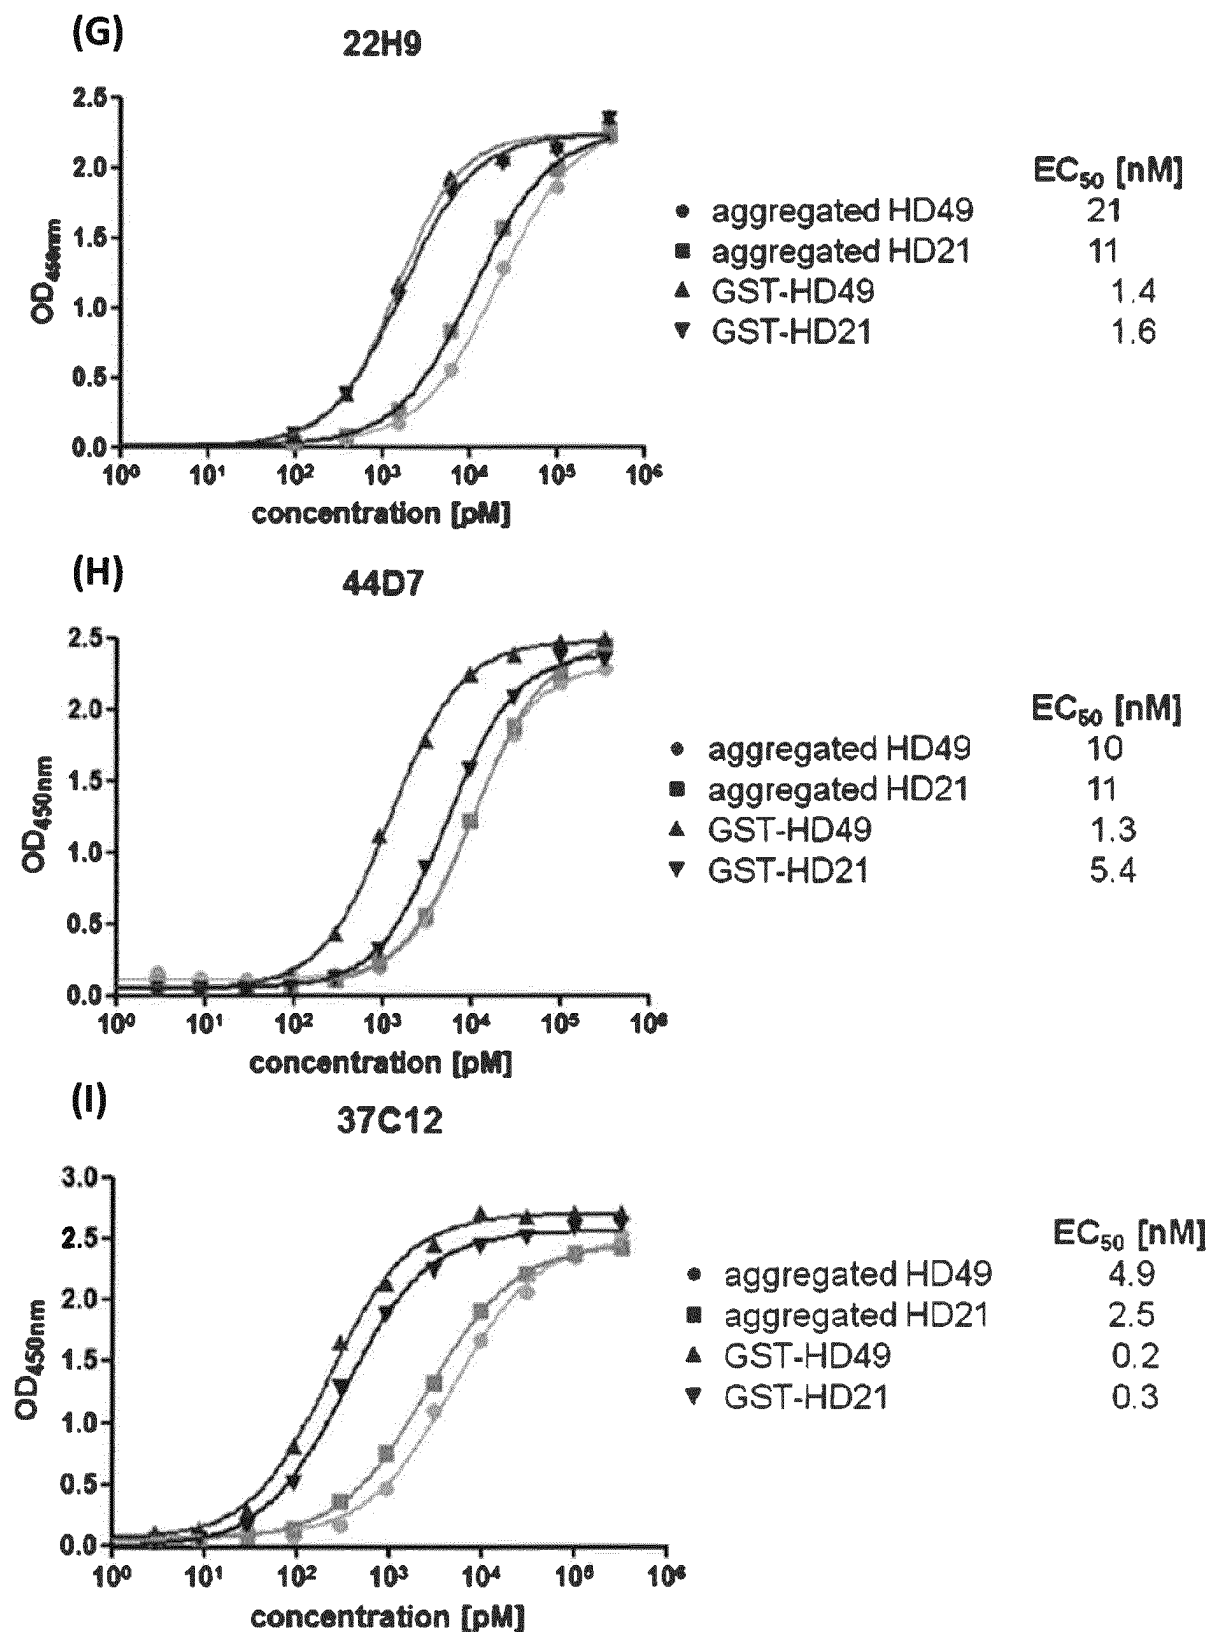 (G)
22H9
2.5
2.0
1.5
1.0
0.5
0.0
OD450nm
10⁰ 10¹ 10² 10³ 10⁴ 10⁵ 10⁶
concentration [pM]
EC₅₀ [nM]
aggregated HD49 21
aggregated HD21 11
GST-HD49 1.4
GST-HD21 1.6
(H)
44D7
2.5
2.0
1.5
1.0
0.5
0.0
OD450nm
10⁰ 10¹ 10² 10³ 10⁴ 10⁵ 10⁶
concentration [pM]
EC₅₀ [nM]
aggregated HD49 10
aggregated HD21 11
GST-HD49 1.3
GST-HD21 5.4
(I)
37C12
3.0
2.5
2.0
1.5
1.0
0.5
0.0
OD450nm
10⁰ 10¹ 10² 10³ 10⁴ 10⁵ 10⁶
concentration [pM]
EC₅₀ [nM]
aggregated HD49 4.9
aggregated HD21 2.5
GST-HD49 0.2
GST-HD21 0.3